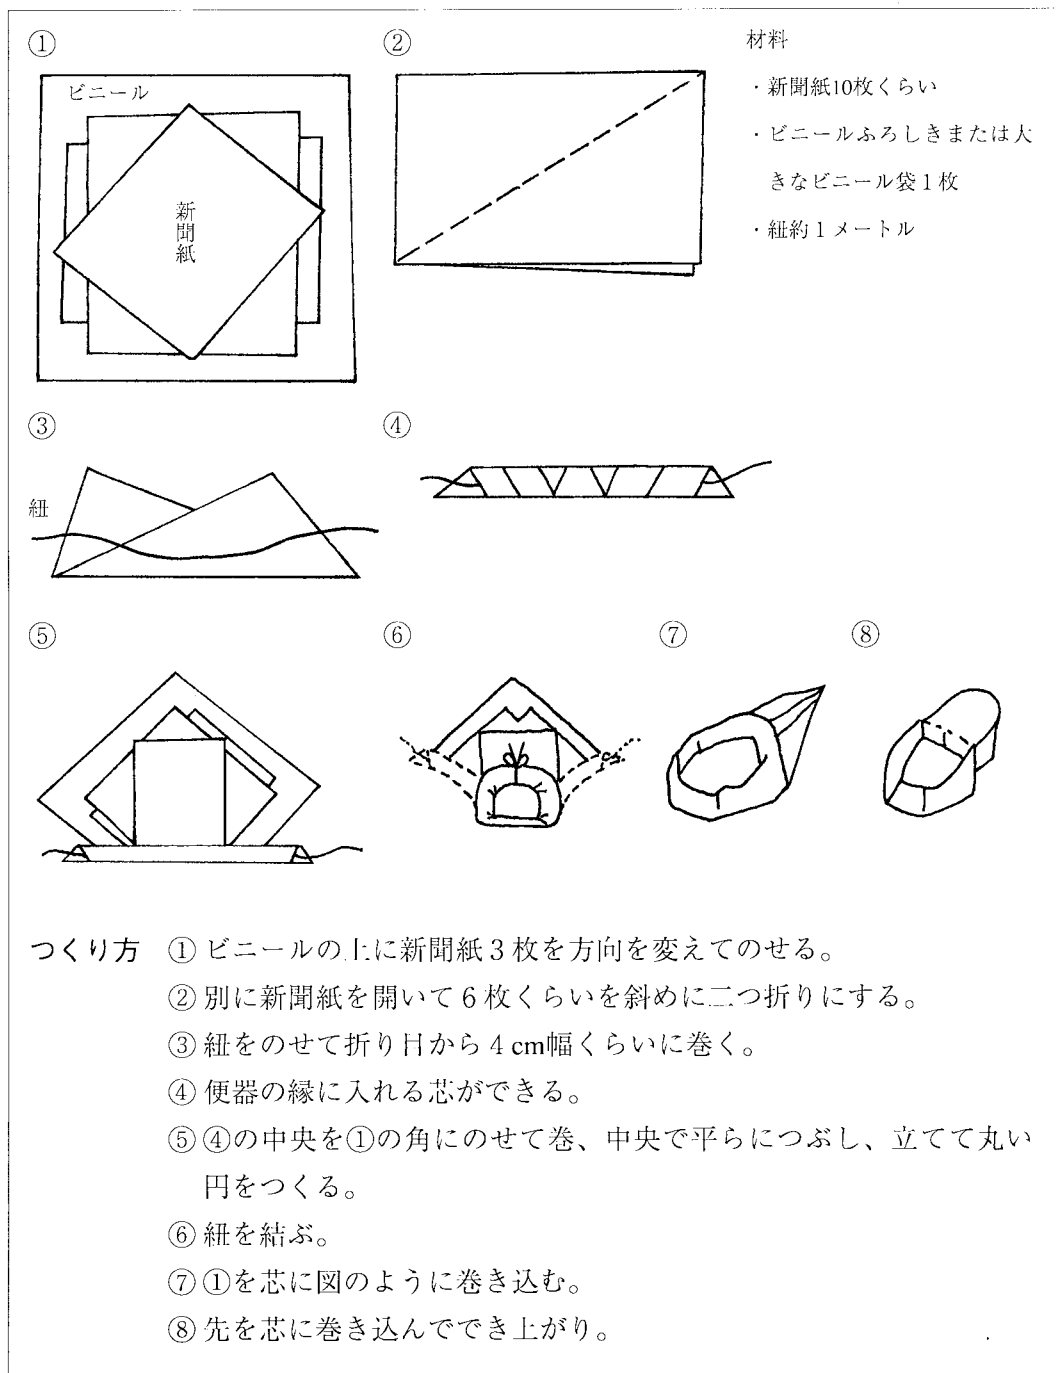 ①
ビニール
新聞紙
②
材料
・新聞紙10枚くらい
・ビニールふろしきまたは大
きなビニール袋1枚
・紐約1メートル
③
紐
④
⑤
⑥
⑦
⑧
つくり方 ①ビニールの上に新聞紙3枚を方向を変えてのせる。
②別に新聞紙を開いて6枚くらいを斜めに二つ折りにする。
③紐をのせて折り目から4cm幅くらいに巻く。
④便器の縁に入れる芯ができる。
⑤④の中央を①の角にのせて巻、中央で平らにつぶし、立てて丸い
円をつくる。
⑥紐を結ぶ。
⑦①を芯に図のように巻き込む。
⑧先を芯に巻き込んででき上がり。